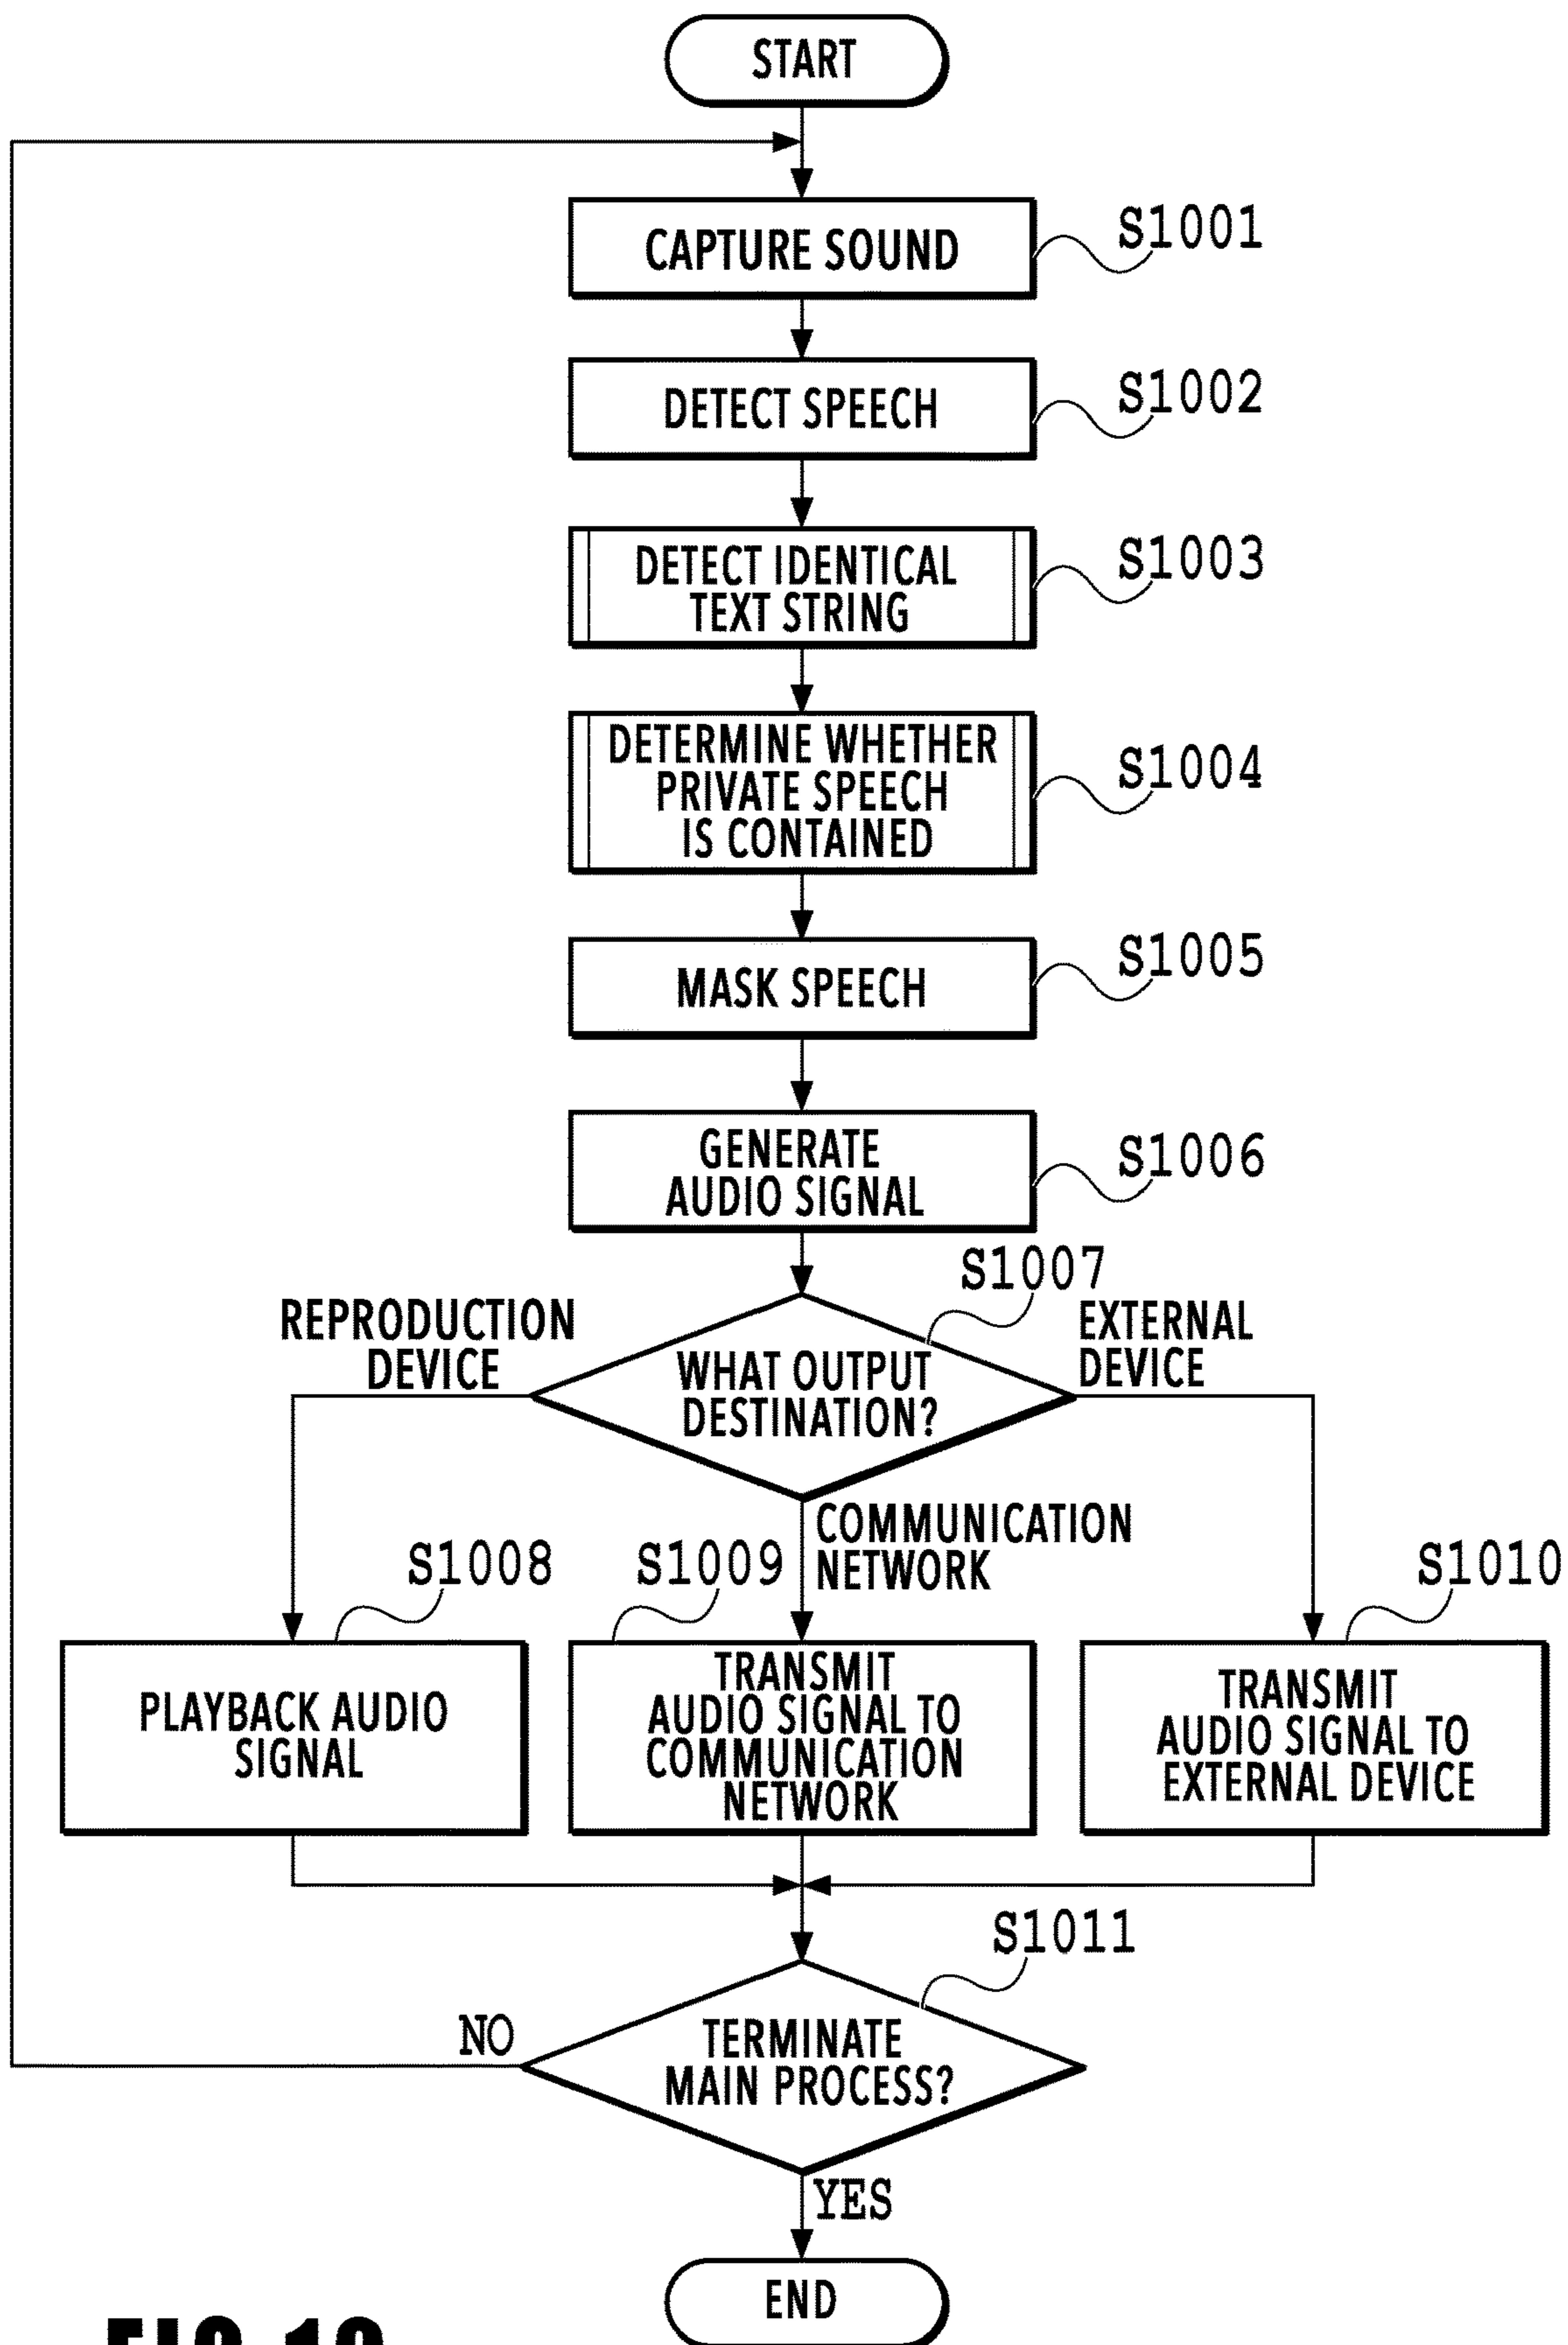 START
CAPTURE SOUND
S1001
DETECT SPEECH
S1002
DETECT IDENTICAL
TEXT STRING
S1003
DETERMINE WHETHER
PRIVATE SPEECH
IS CONTAINED
S1004
MASK SPEECH
S1005
GENERATE
AUDIO SIGNAL
S1006
S1007
REPRODUCTION
DEVICE
WHAT OUTPUT
DESTINATION?
EXTERNAL
DEVICE
COMMUNICATION
NETWORK
S1008
S1009
S1010
PLAYBACK AUDIO
SIGNAL
TRANSMIT
AUDIO SIGNAL TO
COMMUNICATION
NETWORK
TRANSMIT
AUDIO SIGNAL TO
EXTERNAL DEVICE
S1011
NO
TERMINATE
MAIN PROCESS?
YES
END